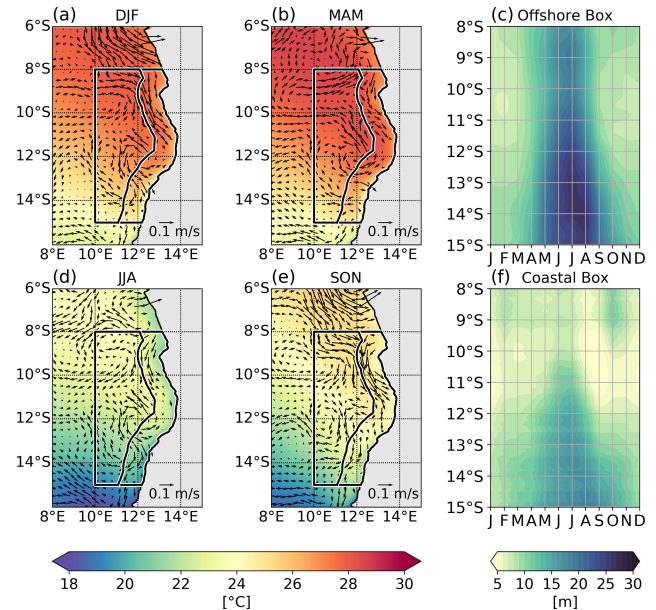 (a) DJF (b) MAM (c) Offshore Box
6°S 6°S 8°S
8°S 8°S 9°S
10°S 10°S 10°S
11°S
12°S 12°S 12°S
13°S
14°S 14°S 14°S
0.1 m/s 0.1 m/s
15°S
8°E 10°E 12°E 14°E 8°E 10°E 12°E 14°E J F M A M J J A S O N D
(d) JJA (e) SON (f) Coastal Box
6°S 6°S 8°S
8°S 8°S 9°S
10°S 10°S 10°S
11°S
12°S 12°S 12°S
13°S
14°S 14°S 14°S
0.1 m/s 0.1 m/s
15°S
8°E 10°E 12°E 14°E 8°E 10°E 12°E 14°E J F M A M J J A S O N D
18 20 22 24 26 28 30 5 10 15 20 25 30
[°C] [m]